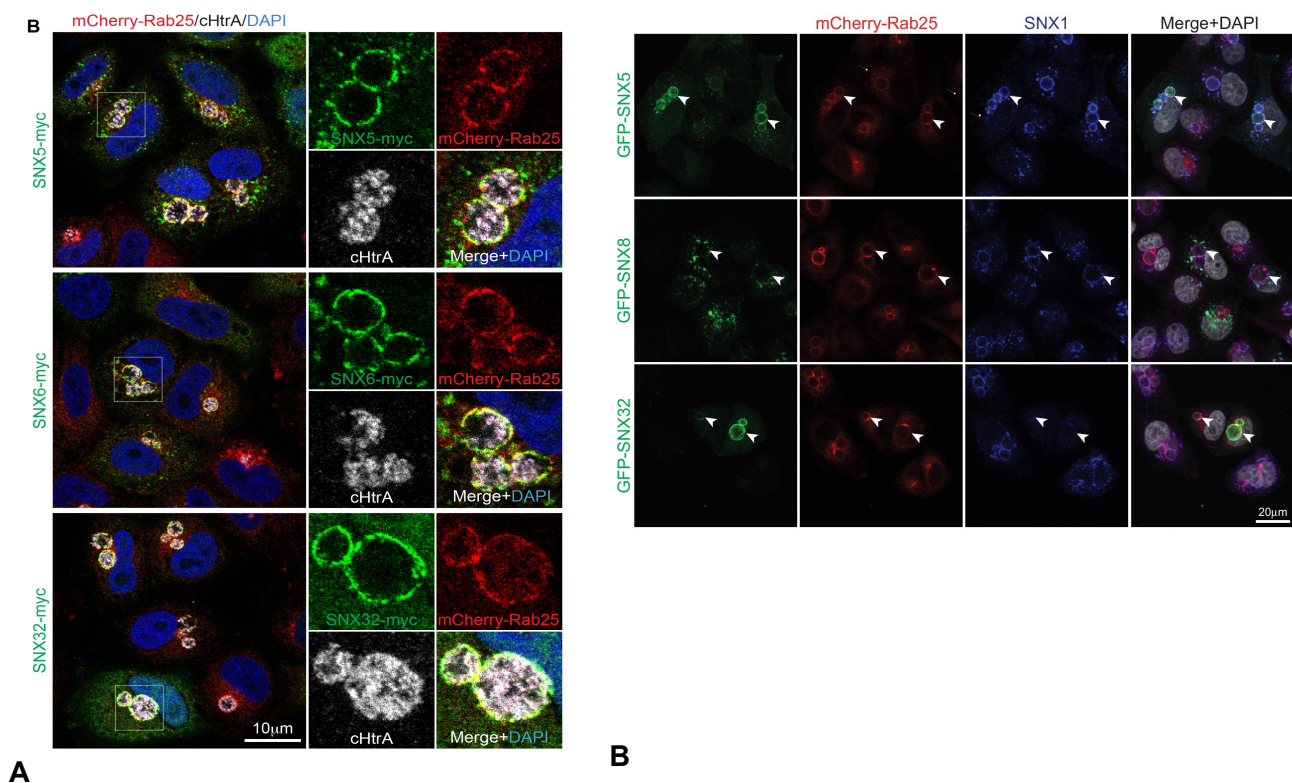 B
mCherry-Rab25/cHtrA/DAPI
SNX5-myc
SNX5-myc
mCherry-Rab25
cHtrA
Merge+DAPI
SNX6-myc
SNX6-myc
mCherry-Rab25
cHtrA
Merge+DAPI
SNX32-myc
SNX32-myc
mCherry-Rab25
10μm
cHtrA
Merge+DAPI
A
mCherry-Rab25
SNX1
Merge+DAPI
GFP-SNX5
GFP-SNX8
GFP-SNX32
20μm
B